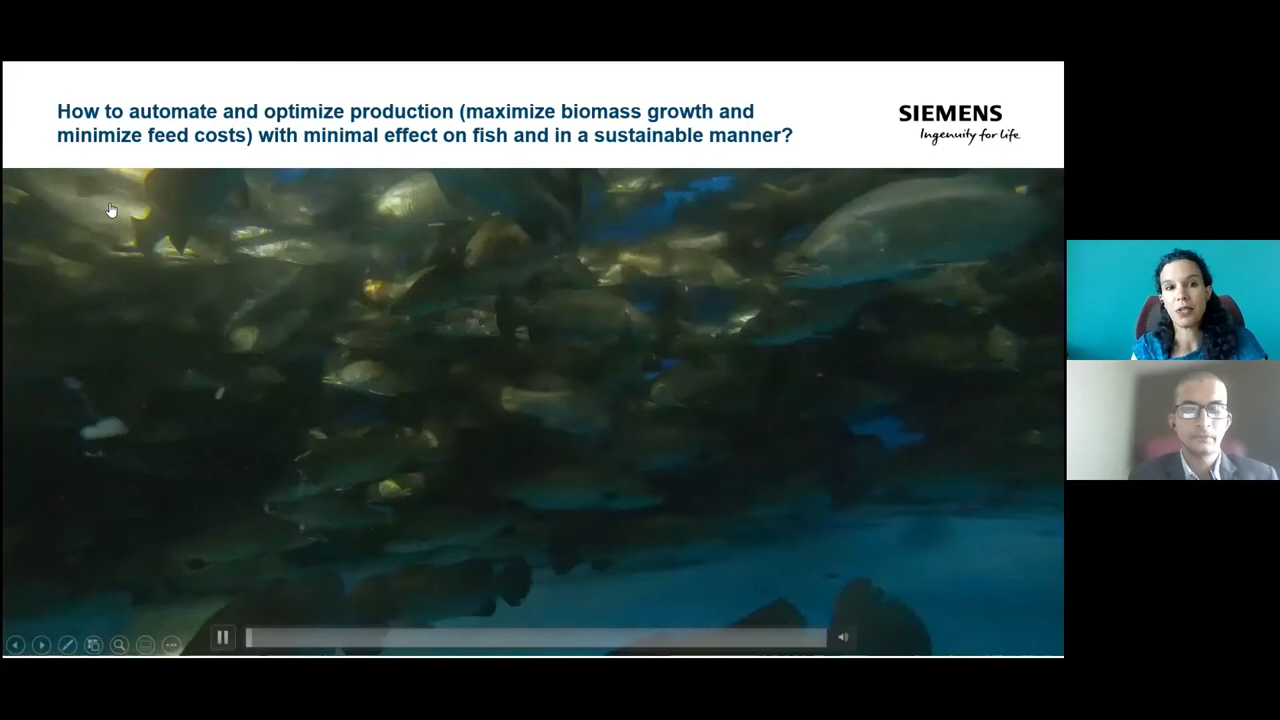 How to automate and optimize production (maximize biomass growth and
minimize feed costs) with minimal effect on fish and in a sustainable manner?
SIEMENS
Ingenuity for life